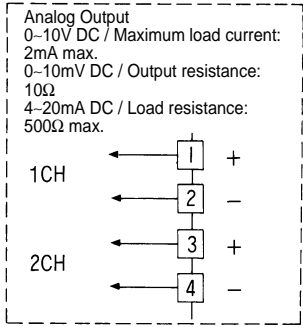 Analog Output
0~10V DC / Maximum load current:
2mA max.
0~10mV DC / Output resistance:
10Ω
4~20mA DC / Load resistance:
500Ω max.
1CH
1 +
2 −
2CH
3 +
4 −